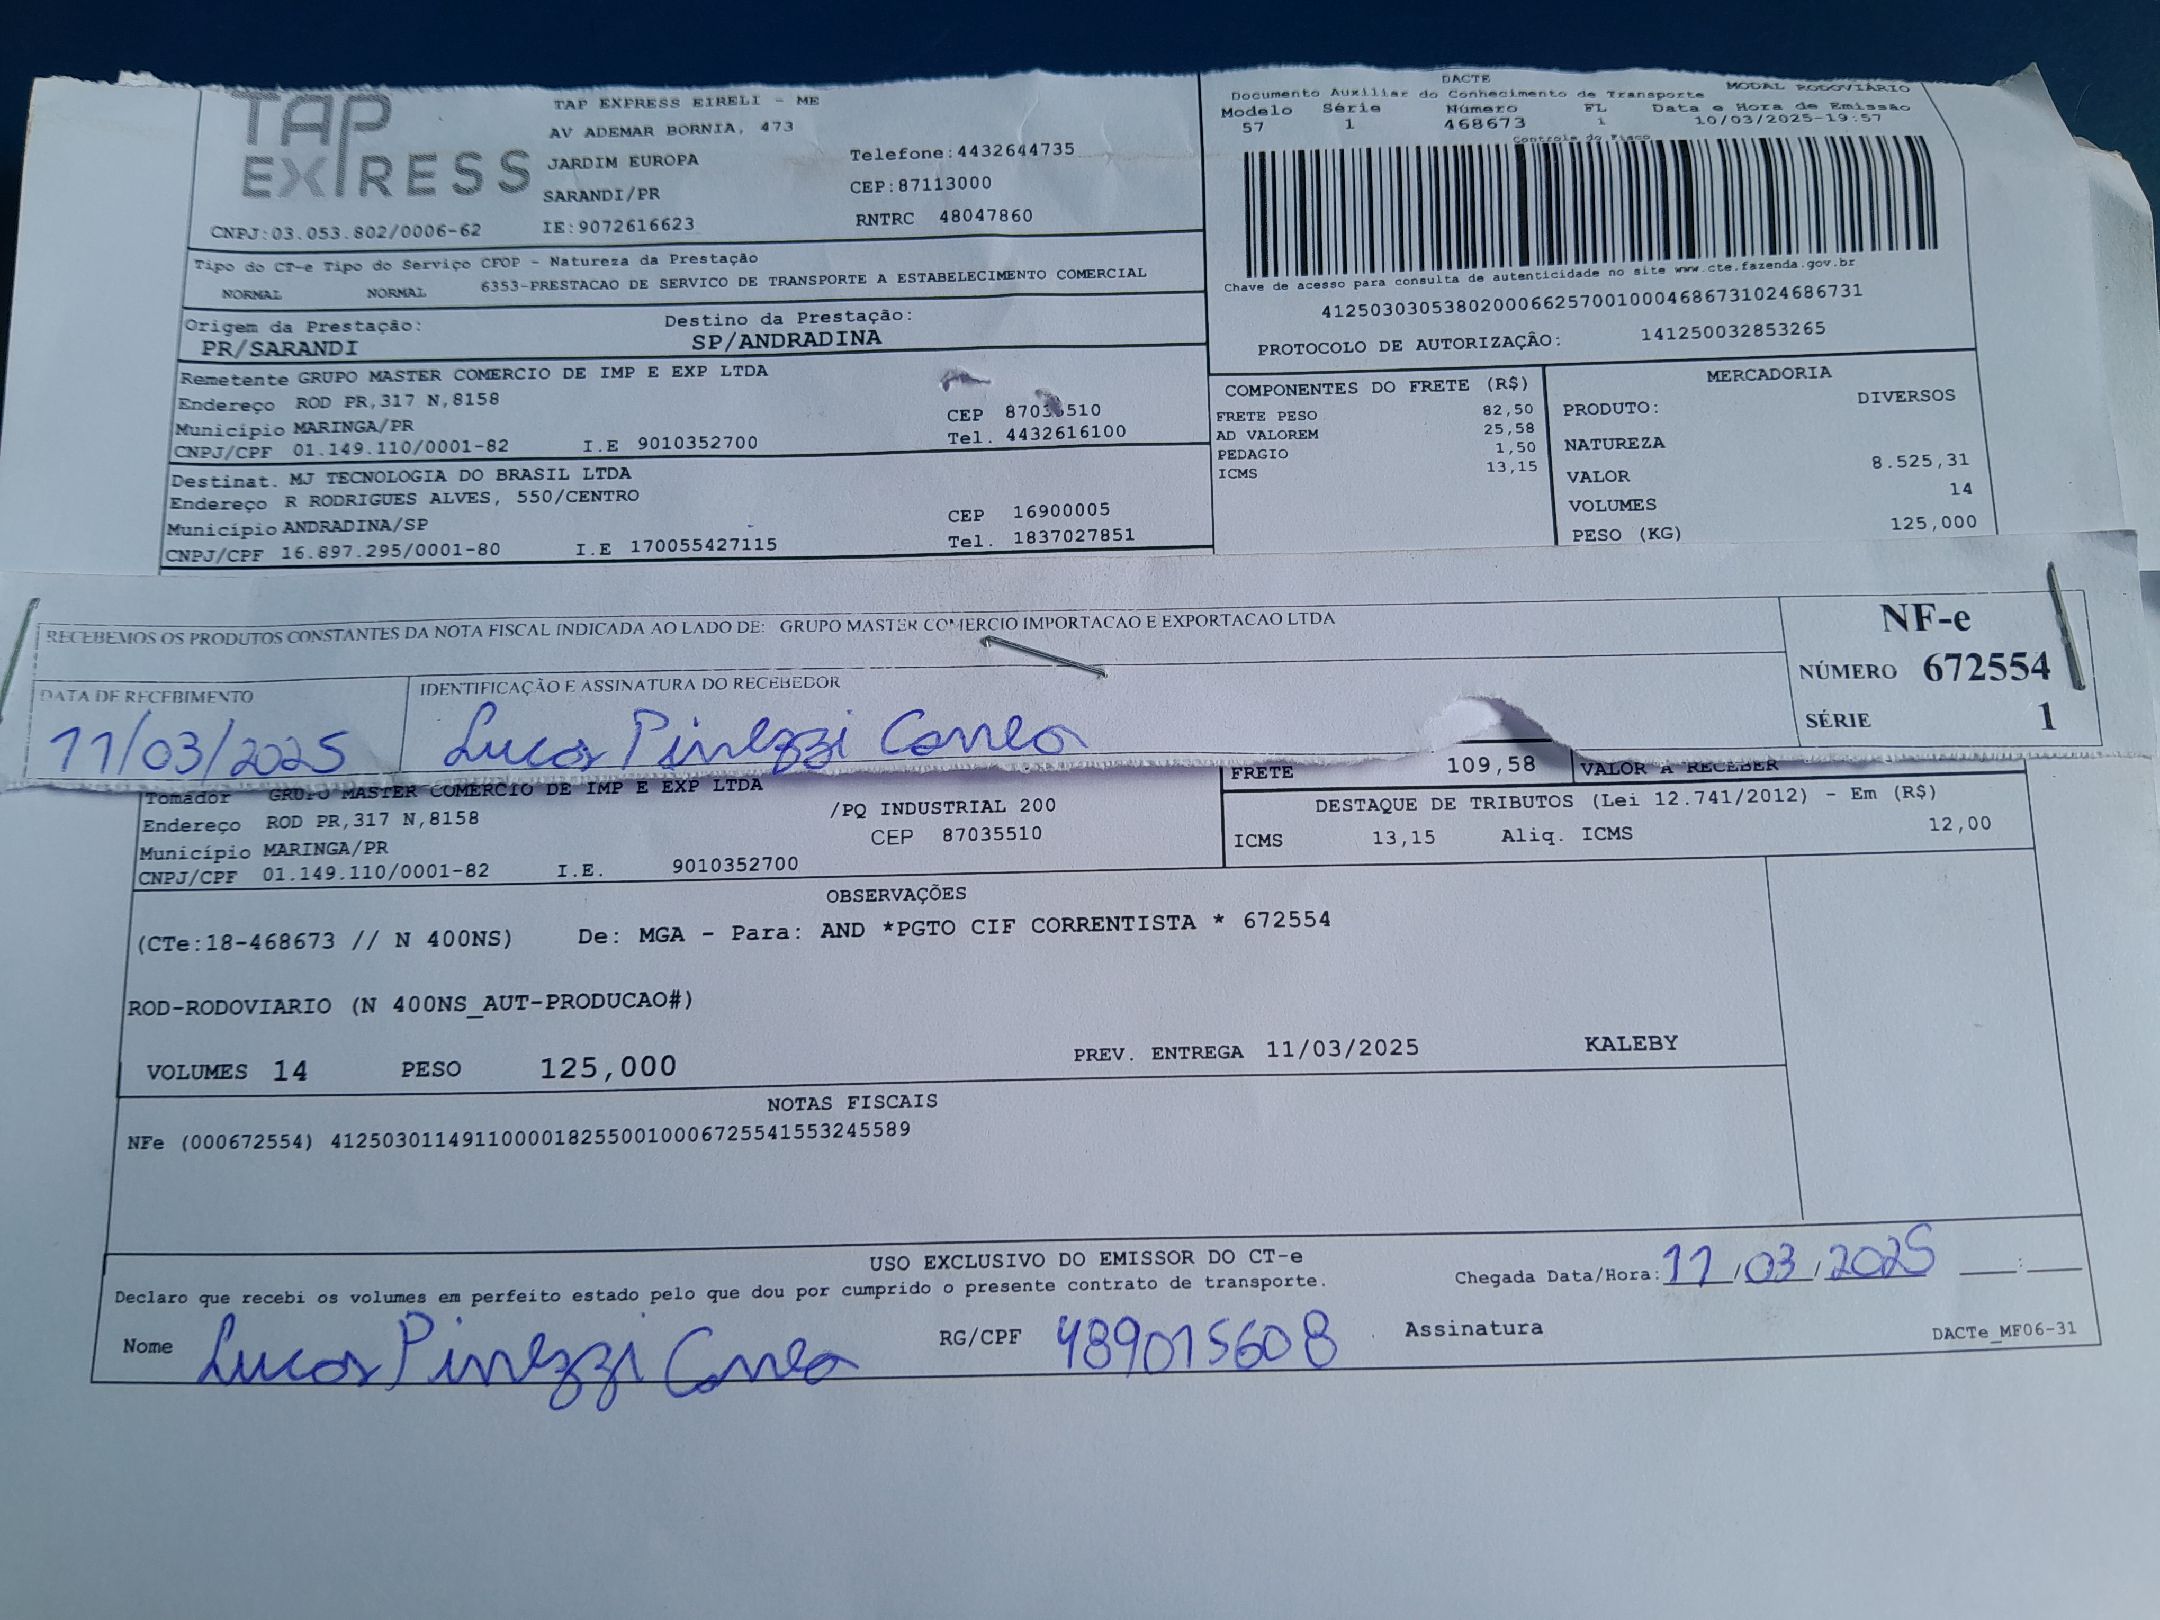 TAP EXPRESS
TAP EXPRESS EIRELI - ME
AV ADEMAR BORNIA, 473
JARDIM EUROPA
SARANDI/PR
Telefone:4432644735
CEP:87113000
CNPJ:03.053.802/0006-62 IE:9072616623 RNTRC 48047860
DACTE
Documento Auxiliar do Conhecimento de Transporte MODAL RODOVIÁRIO
Modelo Série Número FL Data e Hora de Emissão
57 1 468673 1 10/03/2025-19:57
Controle do Fisco
Chave de acesso para consulta de autenticidade no site www.cte.fazenda.gov.br
41250303053802000662570010004686731024686731
PROTOCOLO DE AUTORIZAÇÃO: 141250032853265
Tipo do CT-e Tipo do Serviço CFOP - Natureza da Prestação
NORMAL NORMAL 6353-PRESTACAO DE SERVICO DE TRANSPORTE A ESTABELECIMENTO COMERCIAL
Origem da Prestação: Destino da Prestação:
PR/SARANDI SP/ANDRADINA
Remetente GRUPO MASTER COMERCIO DE IMP E EXP LTDA
Endereço ROD PR,317 N,8158
Município MARINGA/PR CEP 87035510
CNPJ/CPF 01.149.110/0001-82 I.E 9010352700 Tel. 4432616100
Destinat. MJ TECNOLOGIA DO BRASIL LTDA
Endereço R RODRIGUES ALVES, 550/CENTRO
Município ANDRADINA/SP CEP 16900005
CNPJ/CPF 16.897.295/0001-80 I.E 170055427115 Tel. 1837027851
COMPONENTES DO FRETE (R$)
FRETE PESO 82,50
AD VALOREM 25,58
PEDAGIO 1,50
ICMS 13,15
MERCADORIA
PRODUTO: DIVERSOS
NATUREZA
VALOR 8.525,31
VOLUMES 14
PESO (KG) 125,000
RECEBEMOS OS PRODUTOS CONSTANTES DA NOTA FISCAL INDICADA AO LADO DE: GRUPO MASTER COMERCIO IMPORTACAO E EXPORTACAO LTDA
DATA DE RECEBIMENTO IDENTIFICAÇÃO E ASSINATURA DO RECEBEDOR
11/03/2025 Lucas Pinezzi Correa
NF-e
NÚMERO 672554
SÉRIE 1
FRETE 109,58 VALOR A RECEBER
Tomador GRUPO MASTER COMERCIO DE IMP E EXP LTDA
Endereço ROD PR,317 N,8158 /PQ INDUSTRIAL 200
Município MARINGA/PR CEP 87035510
CNPJ/CPF 01.149.110/0001-82 I.E. 9010352700
DESTAQUE DE TRIBUTOS (Lei 12.741/2012) - Em (R$)
ICMS 13,15 Aliq. ICMS 12,00
OBSERVAÇÕES
(CTe:18-468673 // N 400NS) De: MGA - Para: AND *PGTO CIF CORRENTISTA * 672554
ROD-RODOVIARIO (N 400NS_AUT-PRODUCAO#)
VOLUMES 14 PESO 125,000 PREV. ENTREGA 11/03/2025 KALEBY
NOTAS FISCAIS
NFe (000672554) 41250301149110000182550010006725541553245589
USO EXCLUSIVO DO EMISSOR DO CT-e
Declaro que recebi os volumes em perfeito estado pelo que dou por cumprido o presente contrato de transporte.
Chegada Data/Hora: 11/03/2025 ___:___
Nome Lucas Pinezzi Correa RG/CPF 489015608 Assinatura
DACTe_MF06-31